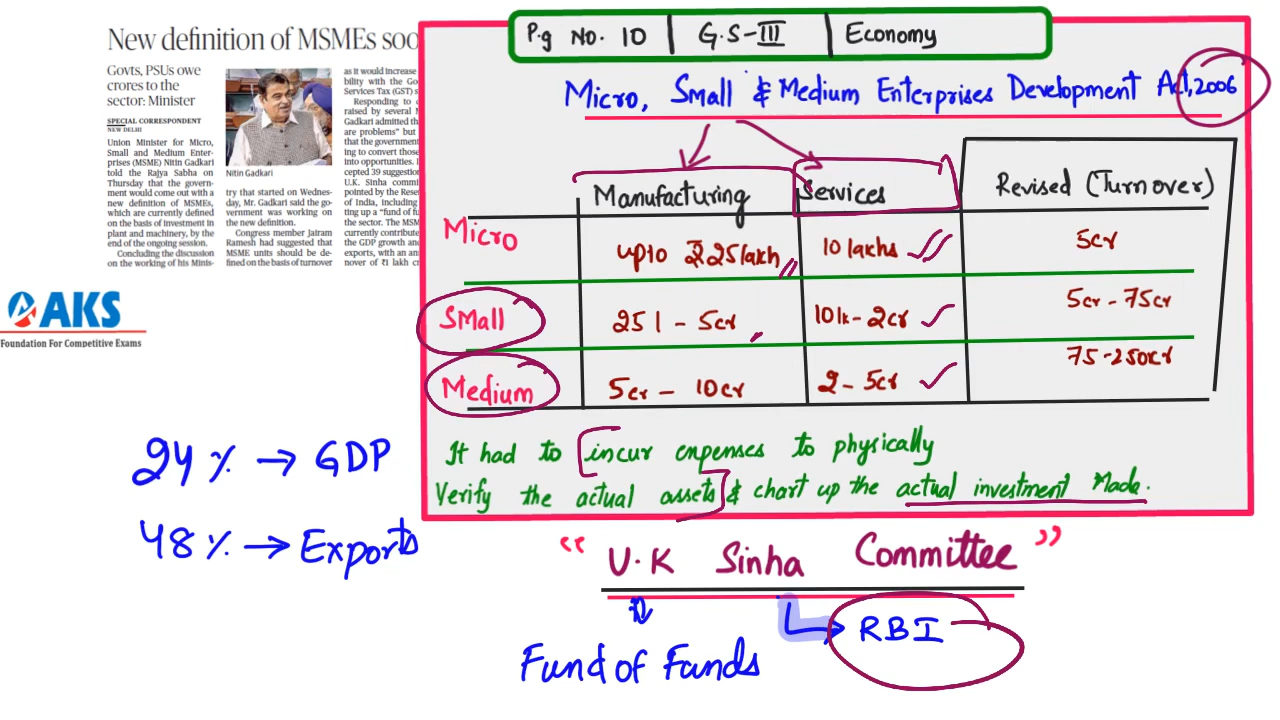 New definition of MSMEs soo
Govts, PSUs owe
crores to the
sector: Minister
SPECIAL CORRESPONDENT
NEW DELHI
Union Minister for Micro,
Small and Medium Enter-
prises (MSME) Nitin Gadkari
told the Rajya Sabha on
Thursday that the govern-
ment would come out with a
new definition of MSMEs,
which are currently defined
on the basis of investment in
plant and machinery, by the
end of the ongoing session.
Concluding the discussion
on the working of his Minis-
Nitin Gadkari
try that started on Wednes-
day, Mr. Gadkari said the go-
vernment was working on
the new definition.
Congress member Jairam
Ramesh had suggested that
MSME units should be de-
fined on the basis of turnover
as it would increase
bility with the Go
Services Tax (GST) s
Responding to
raised by several
Gadkari admitted th
are problems" but
that the government
ing to convert those
into opportunities.
cepted 39 suggestion
U.K. Sinha commi
pointed by the Rese
of India, including
ting up a "fund of fu
the sector. The MSM
currently contribute
the GDP growth and
exports, with an ann
nover of ₹1 lakh cr
AKS
Foundation For Competitive Exams
P.g No. 10 G.S-III Economy
Micro, Small & Medium Enterprises Development Act, 2006
Manufacturing Services Revised (Turnover)
Micro upto ₹25 lakh 10 lakhs 5cr
Small 25 l - 5cr 10 lk - 2cr 5cr - 75cr
Medium 5cr - 10cr 2 - 5cr 75 - 250cr
It had to incur expenses to physically
Verify the actual assets & chart up the actual investment Made.
24 % → GDP
48 % → Exports
“ U.K Sinha Committee ”
RBI
Fund of Funds